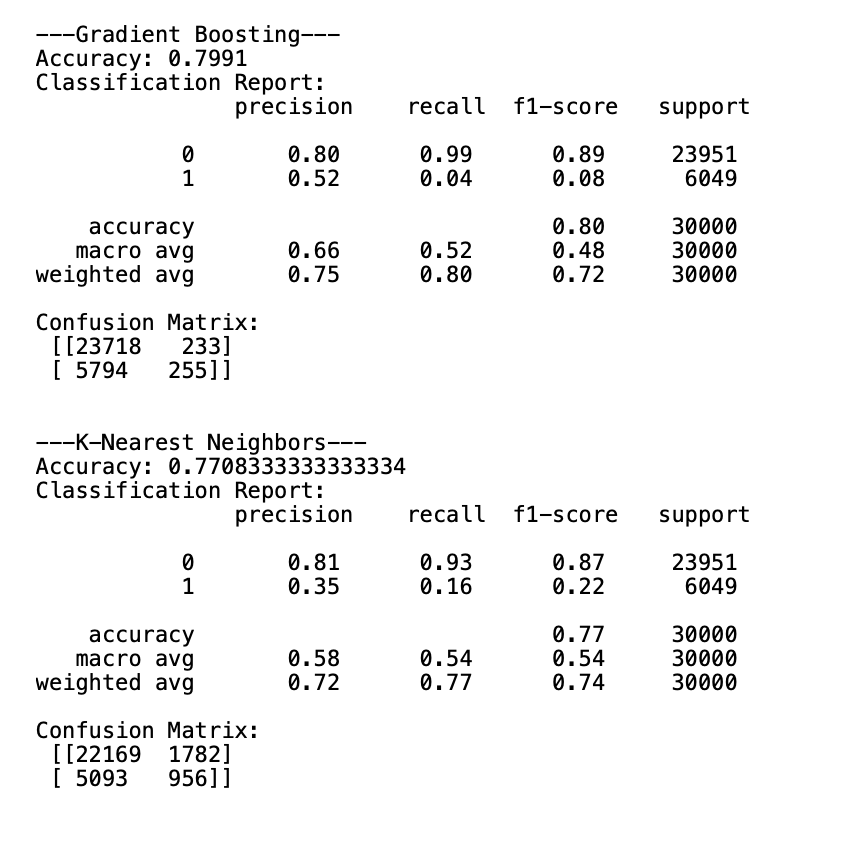 ---Gradient Boosting---
Accuracy: 0.7991
Classification Report:
              precision    recall  f1-score   support

           0       0.80      0.99      0.89     23951
           1       0.52      0.04      0.08      6049

    accuracy                           0.80     30000
   macro avg       0.66      0.52      0.48     30000
weighted avg       0.75      0.80      0.72     30000

Confusion Matrix:
 [[23718   233]
 [ 5794   255]]

---K-Nearest Neighbors---
Accuracy: 0.7708333333333334
Classification Report:
              precision    recall  f1-score   support

           0       0.81      0.93      0.87     23951
           1       0.35      0.16      0.22      6049

    accuracy                           0.77     30000
   macro avg       0.58      0.54      0.54     30000
weighted avg       0.72      0.77      0.74     30000

Confusion Matrix:
 [[22169  1782]
 [ 5093   956]]